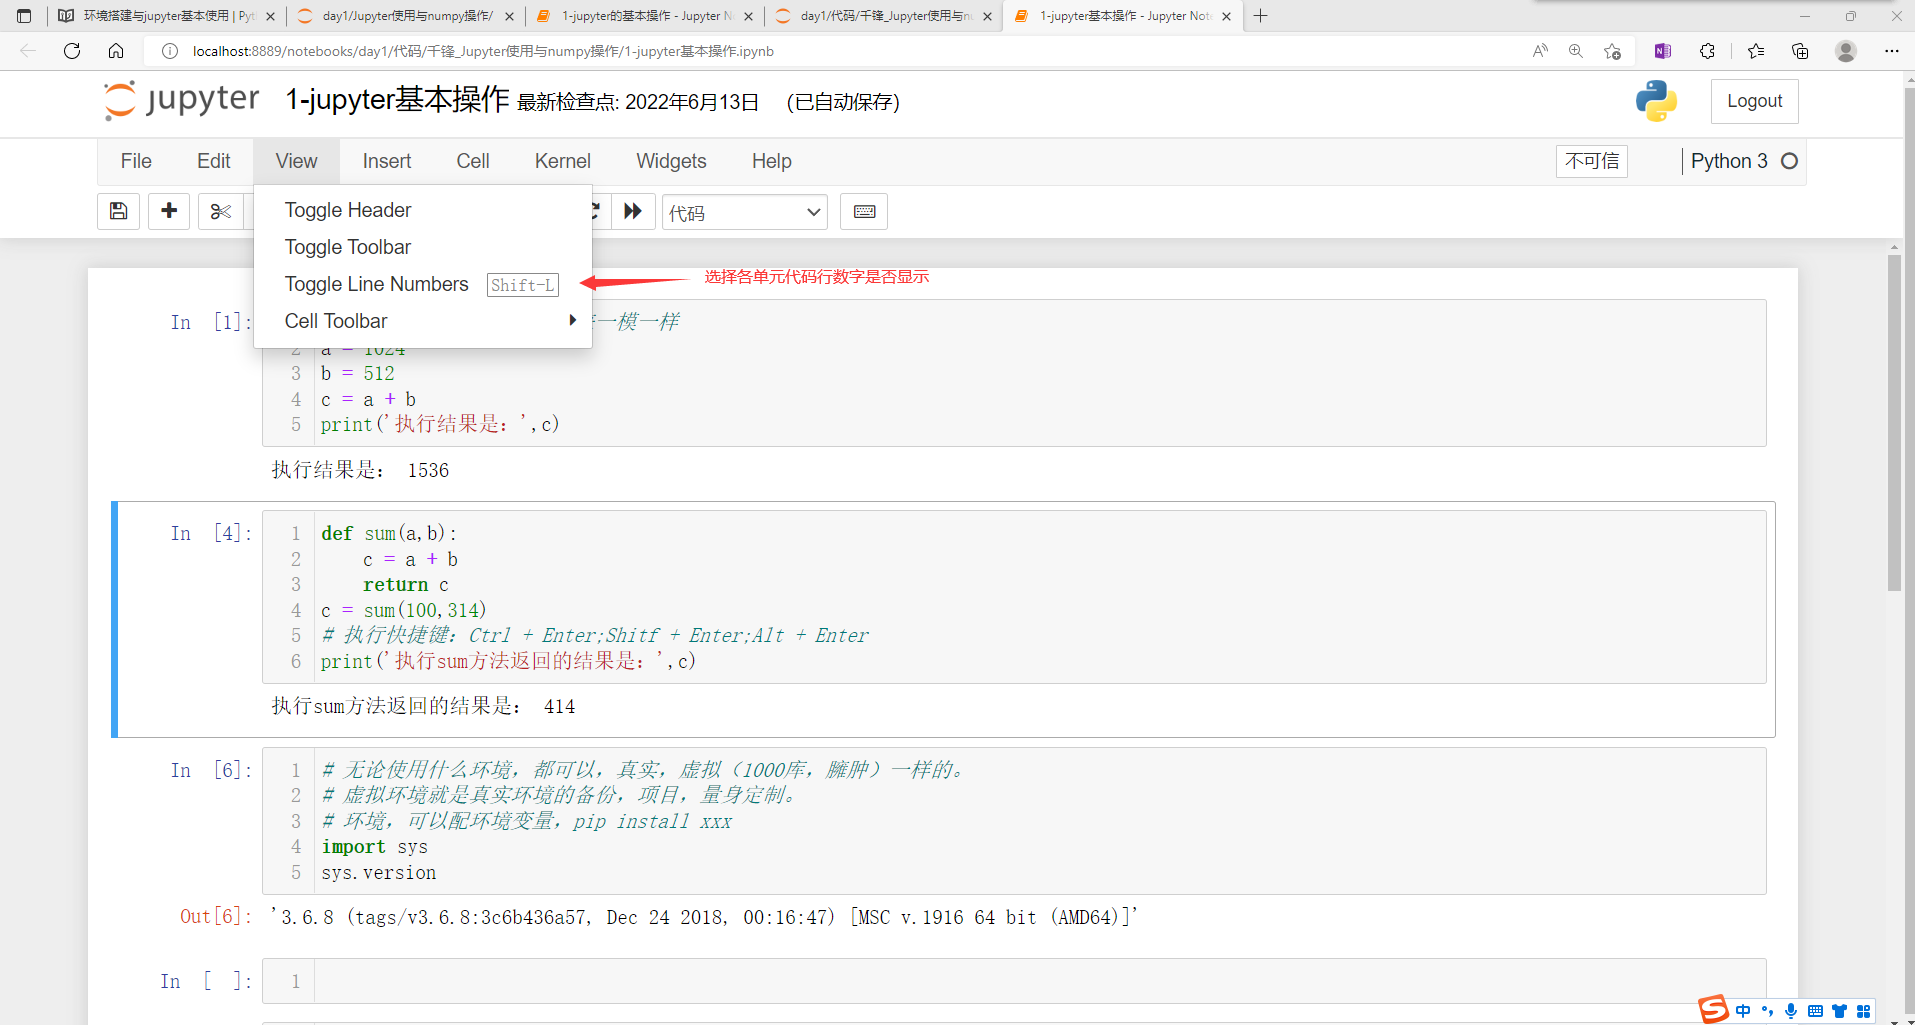 环境搭建与jupyter基本使用 | Pyt
day1/Jupyter使用与numpy操作/
1-jupyter的基本操作 - Jupyter N
day1/代码/千锋_Jupyter使用与nu
1-jupyter基本操作 - Jupyter Not
localhost:8889/notebooks/day1/代码/千锋_Jupyter使用与numpy操作/1-jupyter基本操作.ipynb
jupyter 1-jupyter基本操作 最新检查点: 2022年6月13日 (已自动保存)
Logout
File Edit View Insert Cell Kernel Widgets Help
不可信
Python 3
代码
Toggle Header
Toggle Toolbar
Toggle Line Numbers Shift-L
选择各单元代码行数字是否显示
Cell Toolbar
In [1]: 一模一样
2 a = 1024
3 b = 512
4 c = a + b
5 print('执行结果是：',c)
执行结果是： 1536
In [4]: 1 def sum(a,b):
2 c = a + b
3 return c
4 c = sum(100,314)
5 # 执行快捷键：Ctrl + Enter;Shitf + Enter;Alt + Enter
6 print('执行sum方法返回的结果是：',c)
执行sum方法返回的结果是： 414
In [6]: 1 # 无论使用什么环境，都可以，真实，虚拟（1000库，臃肿）一样的。
2 # 虚拟环境就是真实环境的备份，项目，量身定制。
3 # 环境，可以配环境变量，pip install xxx
4 import sys
5 sys.version
Out[6]: '3.6.8 (tags/v3.6.8:3c6b436a57, Dec 24 2018, 00:16:47) [MSC v.1916 64 bit (AMD64)]'
In [ ]: 1
中